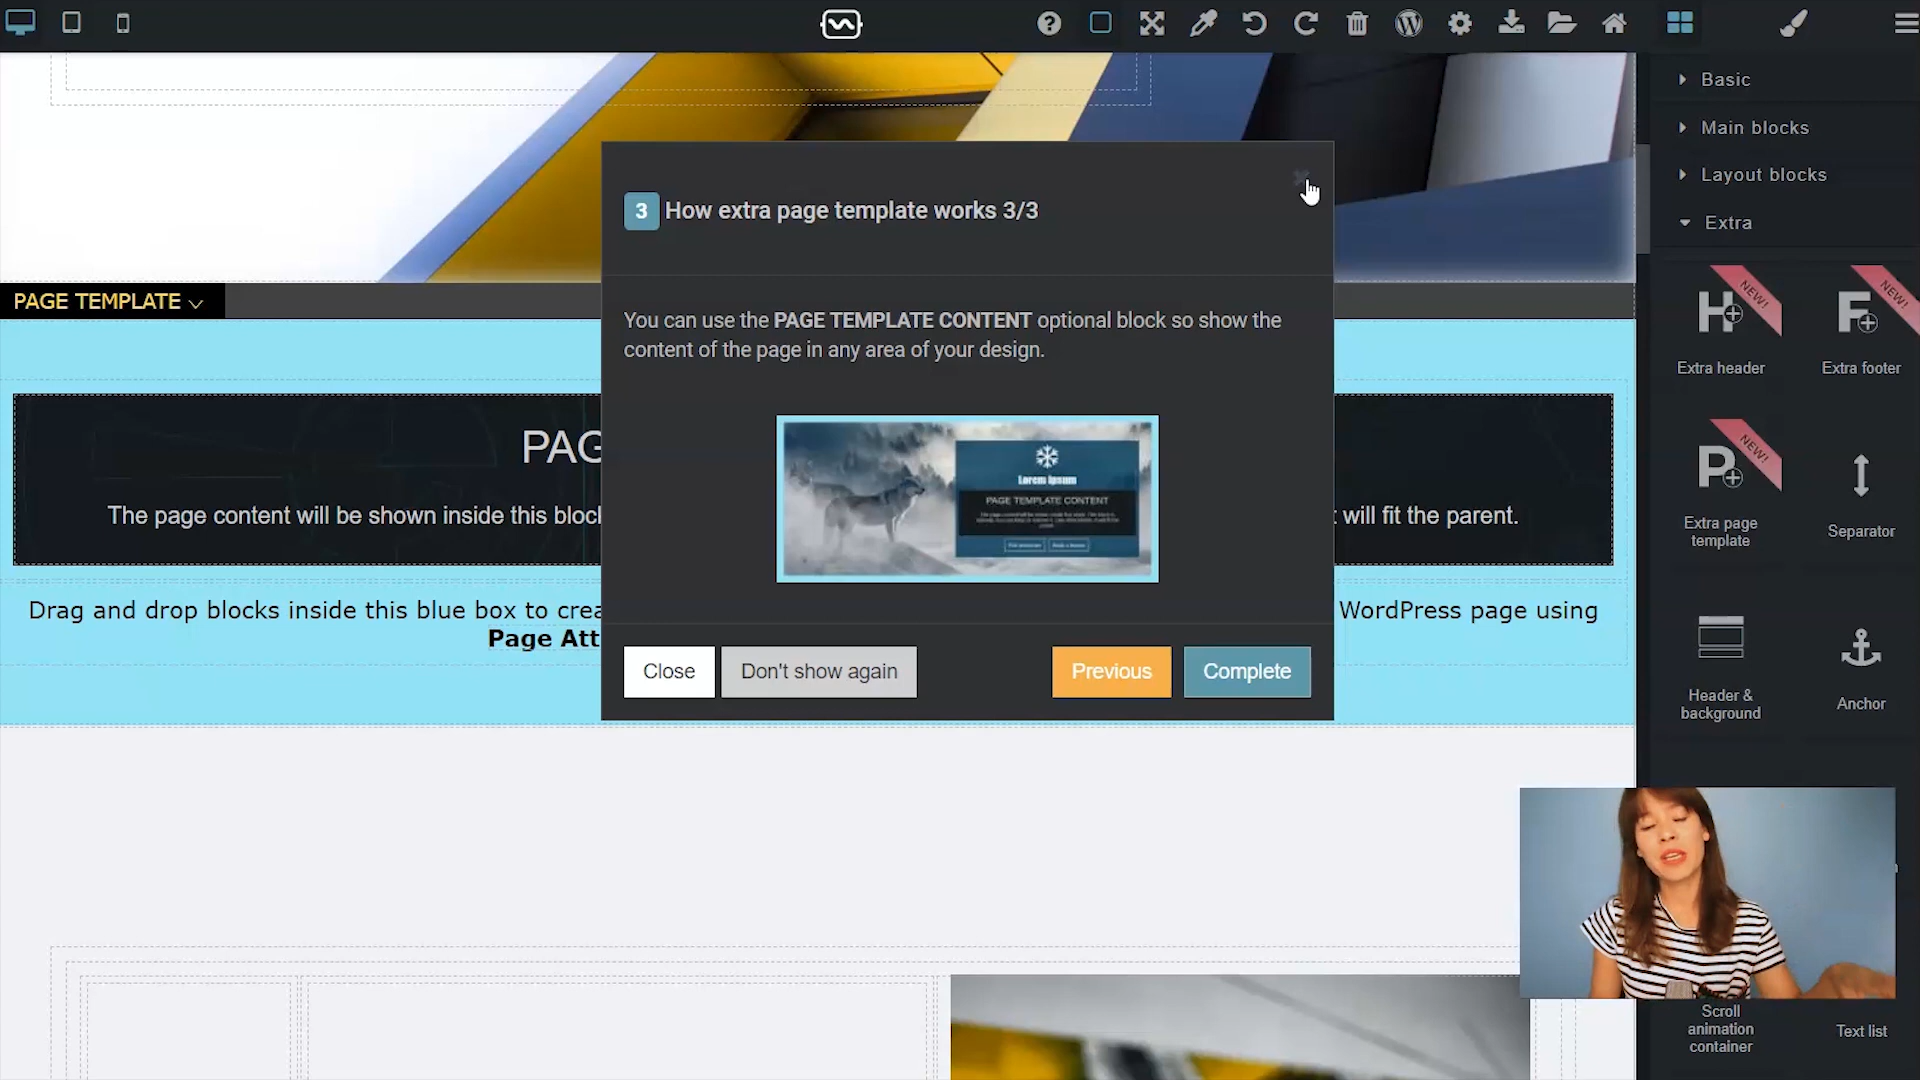 Basic
Main blocks
Layout blocks
Extra
NEW!
NEW!
Extra header
Extra footer
NEW!
Extra page
template
Separator
Header &
background
Anchor
Scroll
animation
container
Text list
3 How extra page template works 3/3
You can use the PAGE TEMPLATE CONTENT optional block so show the
content of the page in any area of your design.
Lorem Ipsum
PAGE TEMPLATE CONTENT
Close
Don't show again
Previous
Complete
PAGE TEMPLATE
PAG
The page content will be shown inside this bloc
will fit the parent.
Drag and drop blocks inside this blue box to crea
WordPress page using
Page Att